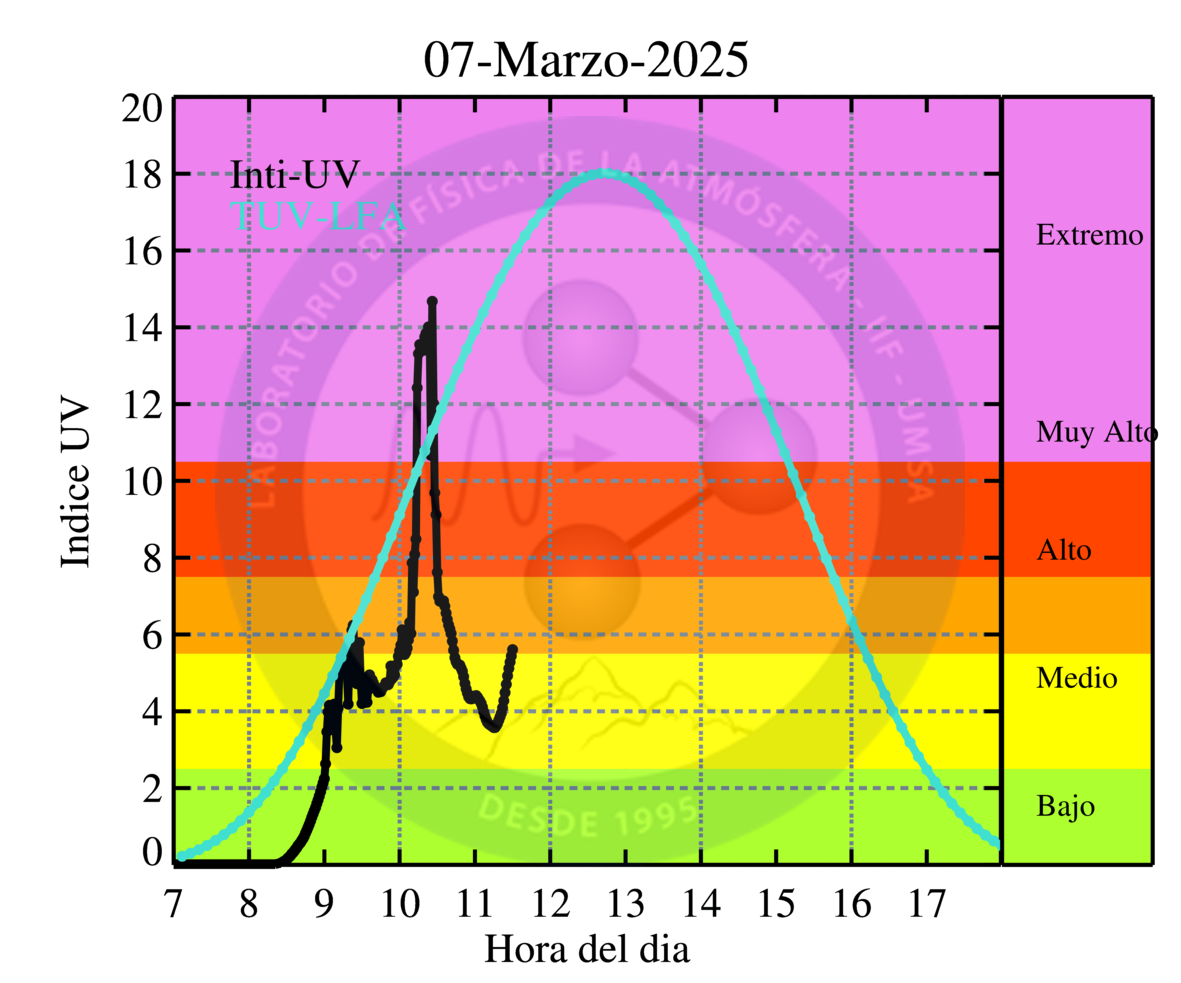 07-Marzo-2025
20
18
16
14
12
10
8
6
4
2
0
Indice UV
Inti-UV
TUV-LFA
LABORATORIO DE FÍSICA DE LA ATMÓSFERA - IIF - UMSA
DESDE 1995
Extremo
Muy Alto
Alto
Medio
Bajo
7 8 9 10 11 12 13 14 15 16 17
Hora del dia